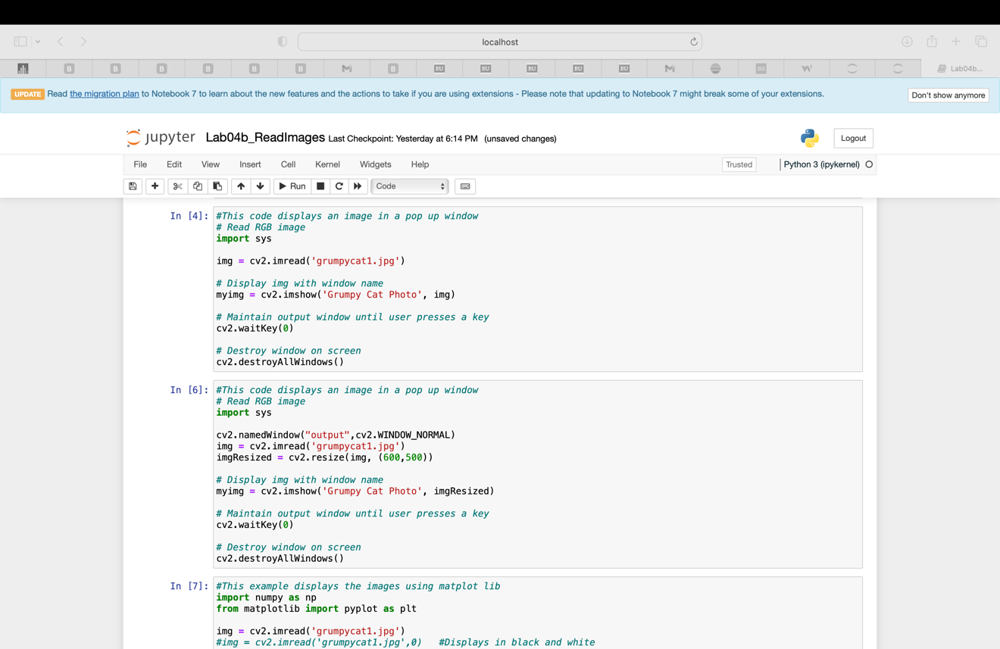 localhost
B B B B B B B BU BU BU BU BU Lab04b...
UPDATE Read the migration plan to Notebook 7 to learn about the new features and the actions to take if you are using extensions - Please note that updating to Notebook 7 might break some of your extensions. Don't show anymore
jupyter Lab04b_ReadImages Last Checkpoint: Yesterday at 6:14 PM (unsaved changes) Logout
File Edit View Insert Cell Kernel Widgets Help Trusted Python 3 (ipykernel)
Run Code
In [4]: #This code displays an image in a pop up window
# Read RGB image
import sys
img = cv2.imread('grumpycat1.jpg')
# Display img with window name
myimg = cv2.imshow('Grumpy Cat Photo', img)
# Maintain output window until user presses a key
cv2.waitKey(0)
# Destroy window on screen
cv2.destroyAllWindows()
In [6]: #This code displays an image in a pop up window
# Read RGB image
import sys
cv2.namedWindow("output",cv2.WINDOW_NORMAL)
img = cv2.imread('grumpycat1.jpg')
imgResized = cv2.resize(img, (600,500))
# Display img with window name
myimg = cv2.imshow('Grumpy Cat Photo', imgResized)
# Maintain output window until user presses a key
cv2.waitKey(0)
# Destroy window on screen
cv2.destroyAllWindows()
In [7]: #This example displays the images using matplot lib
import numpy as np
from matplotlib import pyplot as plt
img = cv2.imread('grumpycat1.jpg')
#img = cv2.imread('grumpycat1.jpg',0) #Displays in black and white